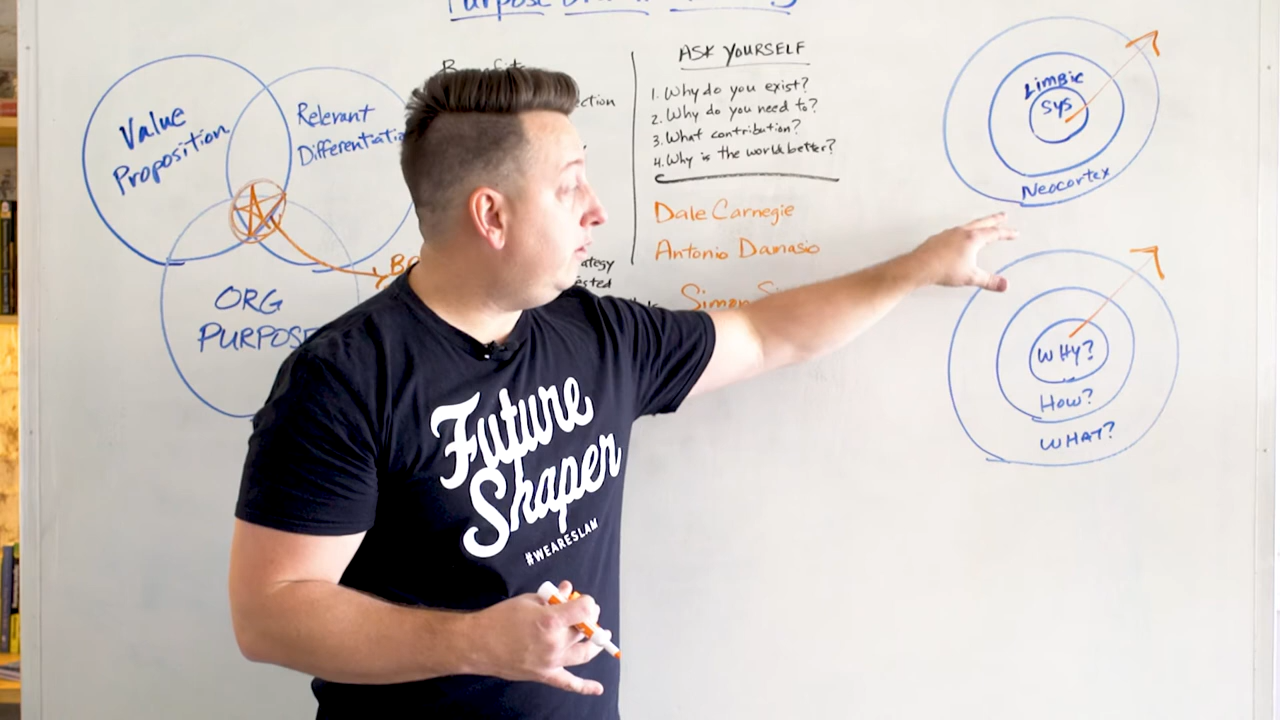 Purpose
Value
Proposition
Relevant
ORG
PURPOSE
ASK YOURSELF
1. Why do you exist?
2. Why do you need to?
3. What contribution?
4. Why is the world better?
Dale Carnegie
Antonio Damasio
Simon
Limbic
Sys
Neocortex
WHY?
How?
WHAT?
Future
Shaper
#WEARESLAM